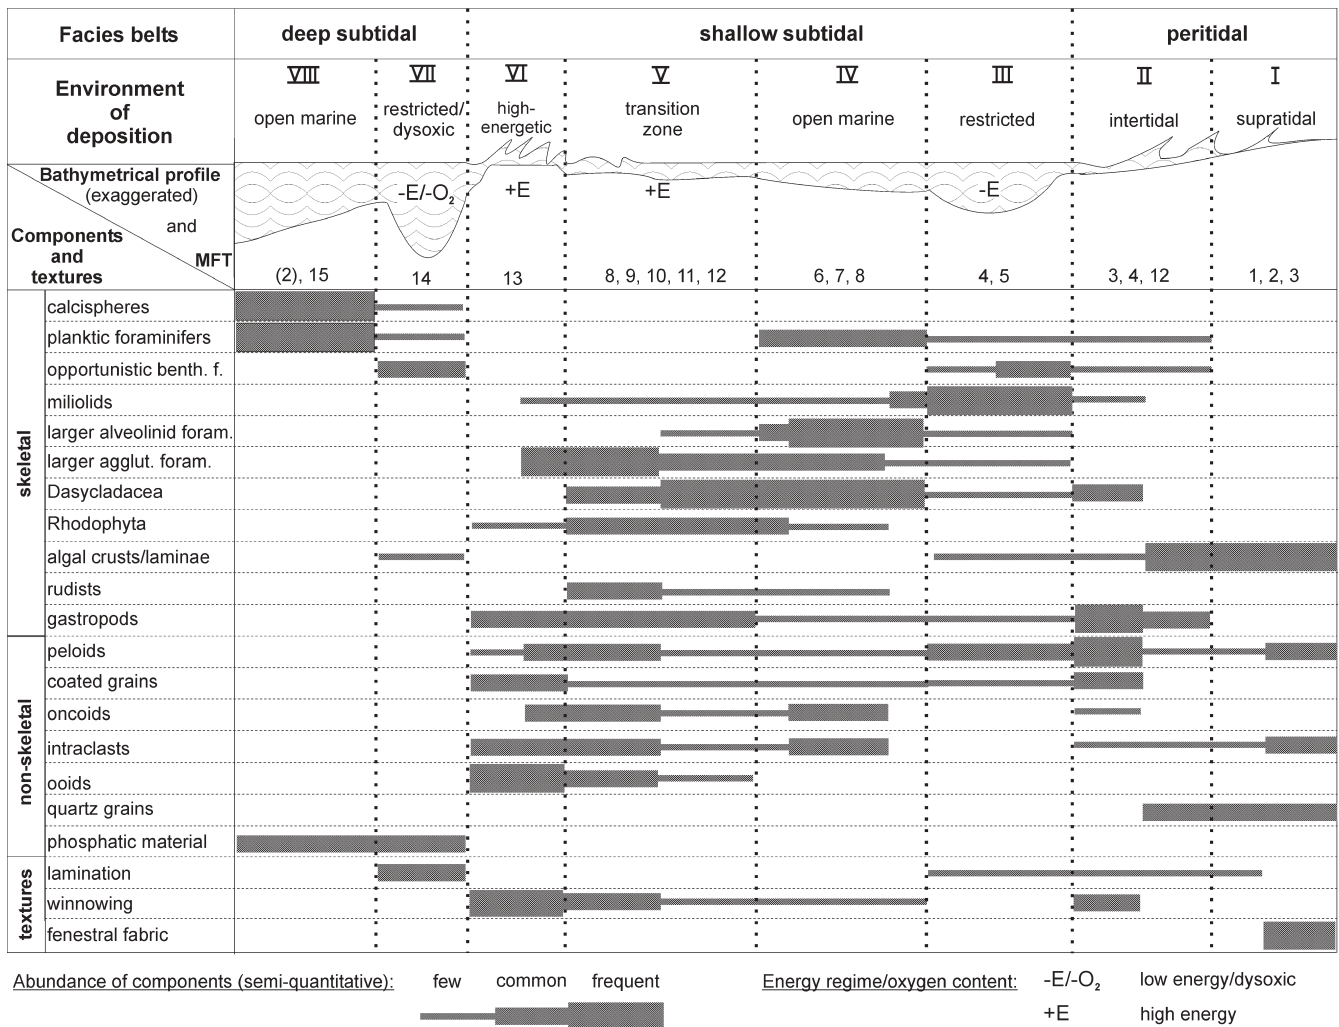 Facies belts
deep subtidal
shallow subtidal
peritidal
Environment
of
deposition
VIII
open marine
VII
restricted/
dysoxic
VI
high-
energetic
V
transition
zone
IV
open marine
III
restricted
II
intertidal
I
supratidal
Bathymetrical profile
(exaggerated)
and
Components
and
textures
MFT
-E/-O₂
+E
+E
-E
(2), 15
14
13
8, 9, 10, 11, 12
6, 7, 8
4, 5
3, 4, 12
1, 2, 3
skeletal
calcispheres
planktic foraminifers
opportunistic benth. f.
miliolids
larger alveolinid foram.
larger agglut. foram.
Dasycladacea
Rhodophyta
algal crusts/laminae
rudists
gastropods
non-skeletal
peloids
coated grains
oncoids
intraclasts
ooids
quartz grains
phosphatic material
textures
lamination
winnowing
fenestral fabric
Abundance of components (semi-quantitative): few common frequent
Energy regime/oxygen content: -E/-O₂ low energy/dysoxic
+E high energy